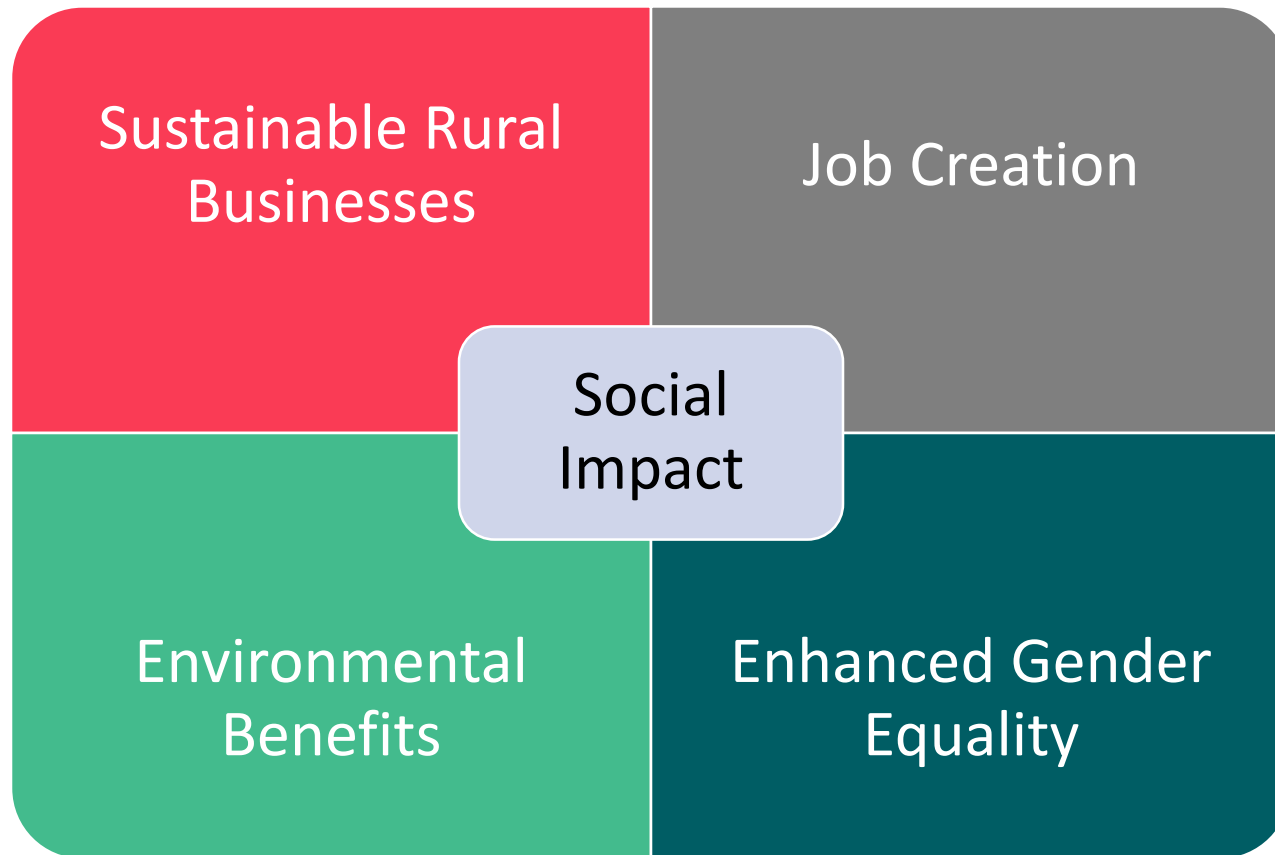 Sustainable Rural
Businesses
Job Creation
Social
Impact
Environmental
Benefits
Enhanced Gender
Equality